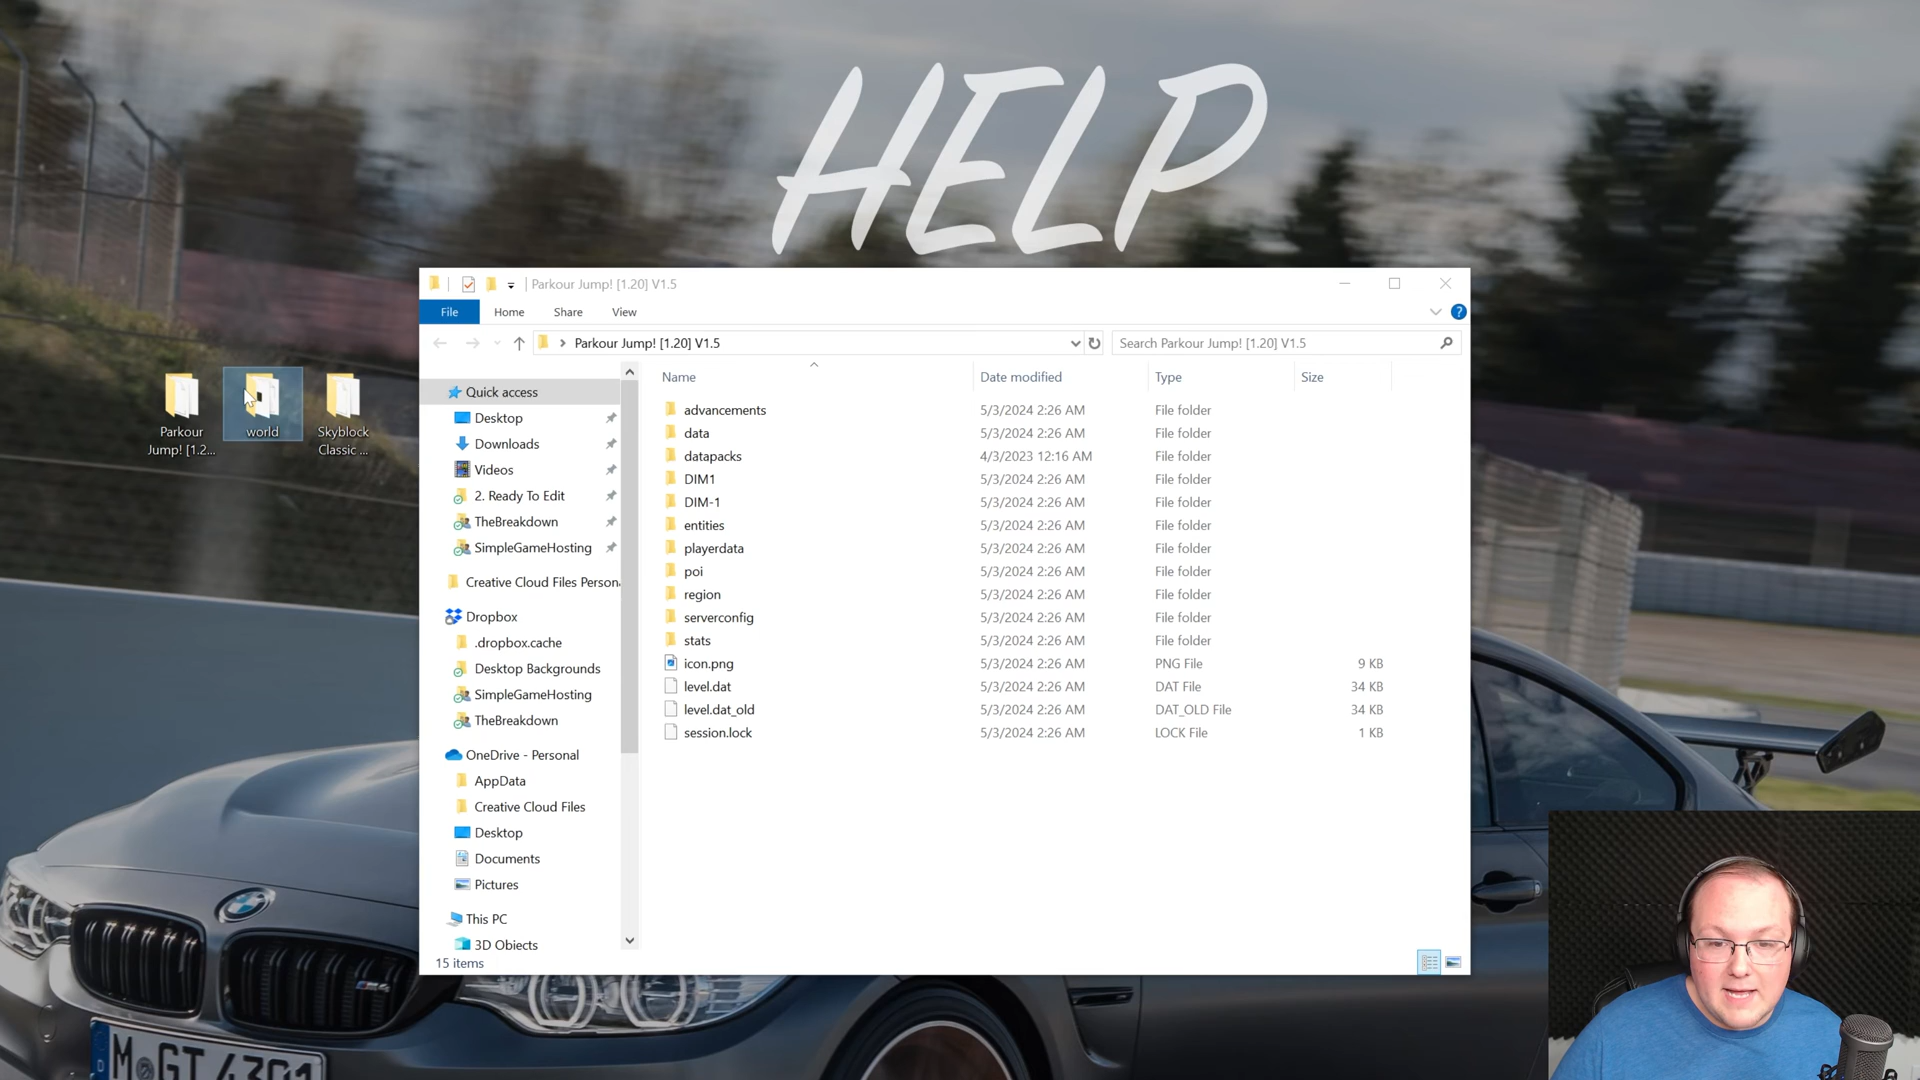 HELP
Parkour Jump! [1.20] V1.5
File Home Share View
Parkour Jump! [1.20] V1.5
Search Parkour Jump! [1.20] V1.5
Parkour
Jump! [1.2...
world
Skyblock
Classic ...
Quick access
Desktop
Downloads
Videos
2. Ready To Edit
TheBreakdown
SimpleGameHosting
Creative Cloud Files Person
Dropbox
.dropbox.cache
Desktop Backgrounds
SimpleGameHosting
TheBreakdown
OneDrive - Personal
AppData
Creative Cloud Files
Desktop
Documents
Pictures
This PC
3D Objects
Name Date modified Type Size
advancements 5/3/2024 2:26 AM File folder
data 5/3/2024 2:26 AM File folder
datapacks 4/3/2023 12:16 AM File folder
DIM1 5/3/2024 2:26 AM File folder
DIM-1 5/3/2024 2:26 AM File folder
entities 5/3/2024 2:26 AM File folder
playerdata 5/3/2024 2:26 AM File folder
poi 5/3/2024 2:26 AM File folder
region 5/3/2024 2:26 AM File folder
serverconfig 5/3/2024 2:26 AM File folder
stats 5/3/2024 2:26 AM File folder
icon.png 5/3/2024 2:26 AM PNG File 9 KB
level.dat 5/3/2024 2:26 AM DAT File 34 KB
level.dat_old 5/3/2024 2:26 AM DAT_OLD File 34 KB
session.lock 5/3/2024 2:26 AM LOCK File 1 KB
15 items
BMW
M4
M GT 4301